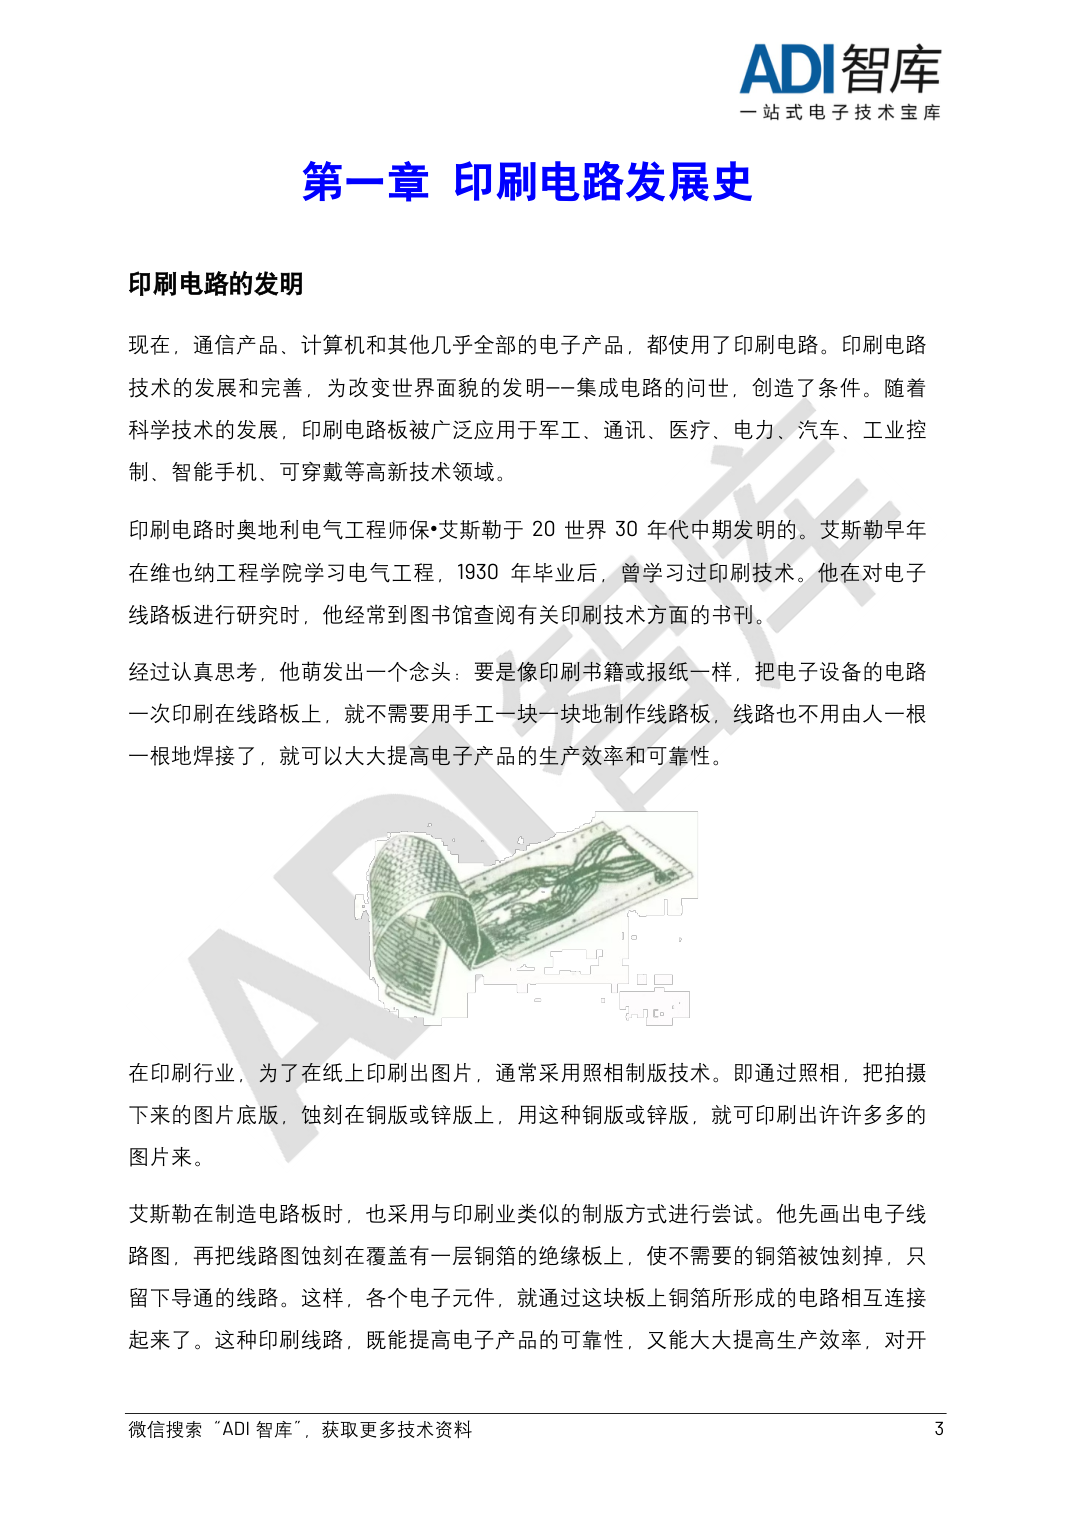 ADI智库
一站式电子技术宝库
第一章 印刷电路发展史
印刷电路的发明
现在，通信产品、计算机和其他几乎全部的电子产品，都使用了印刷电路。印刷电路
技术的发展和完善，为改变世界面貌的发明——集成电路的问世，创造了条件。随着
科学技术的发展，印刷电路板被广泛应用于军工、通讯、医疗、电力、汽车、工业控
制、智能手机、可穿戴等高新技术领域。
印刷电路时奥地利电气工程师保•艾斯勒于 20 世界 30 年代中期发明的。艾斯勒早年
在维也纳工程学院学习电气工程，1930 年毕业后，曾学习过印刷技术。他在对电子
线路板进行研究时，他经常到图书馆查阅有关印刷技术方面的书刊。
经过认真思考，他萌发出一个念头：要是像印刷书籍或报纸一样，把电子设备的电路
一次印刷在线路板上，就不需要用手工一块一块地制作线路板，线路也不用由人一根
一根地焊接了，就可以大大提高电子产品的生产效率和可靠性。
在印刷行业，为了在纸上印刷出图片，通常采用照相制版技术。即通过照相，把拍摄
下来的图片底版，蚀刻在铜版或锌版上，用这种铜版或锌版，就可印刷出许许多多的
图片来。
艾斯勒在制造电路板时，也采用与印刷业类似的制版方式进行尝试。他先画出电子线
路图，再把线路图蚀刻在覆盖有一层铜箔的绝缘板上，使不需要的铜箔被蚀刻掉，只
留下导通的线路。这样，各个电子元件，就通过这块板上铜箔所形成的电路相互连接
起来了。这种印刷线路，既能提高电子产品的可靠性，又能大大提高生产效率，对开
ADI智库
微信搜索“ADI 智库”，获取更多技术资料 3